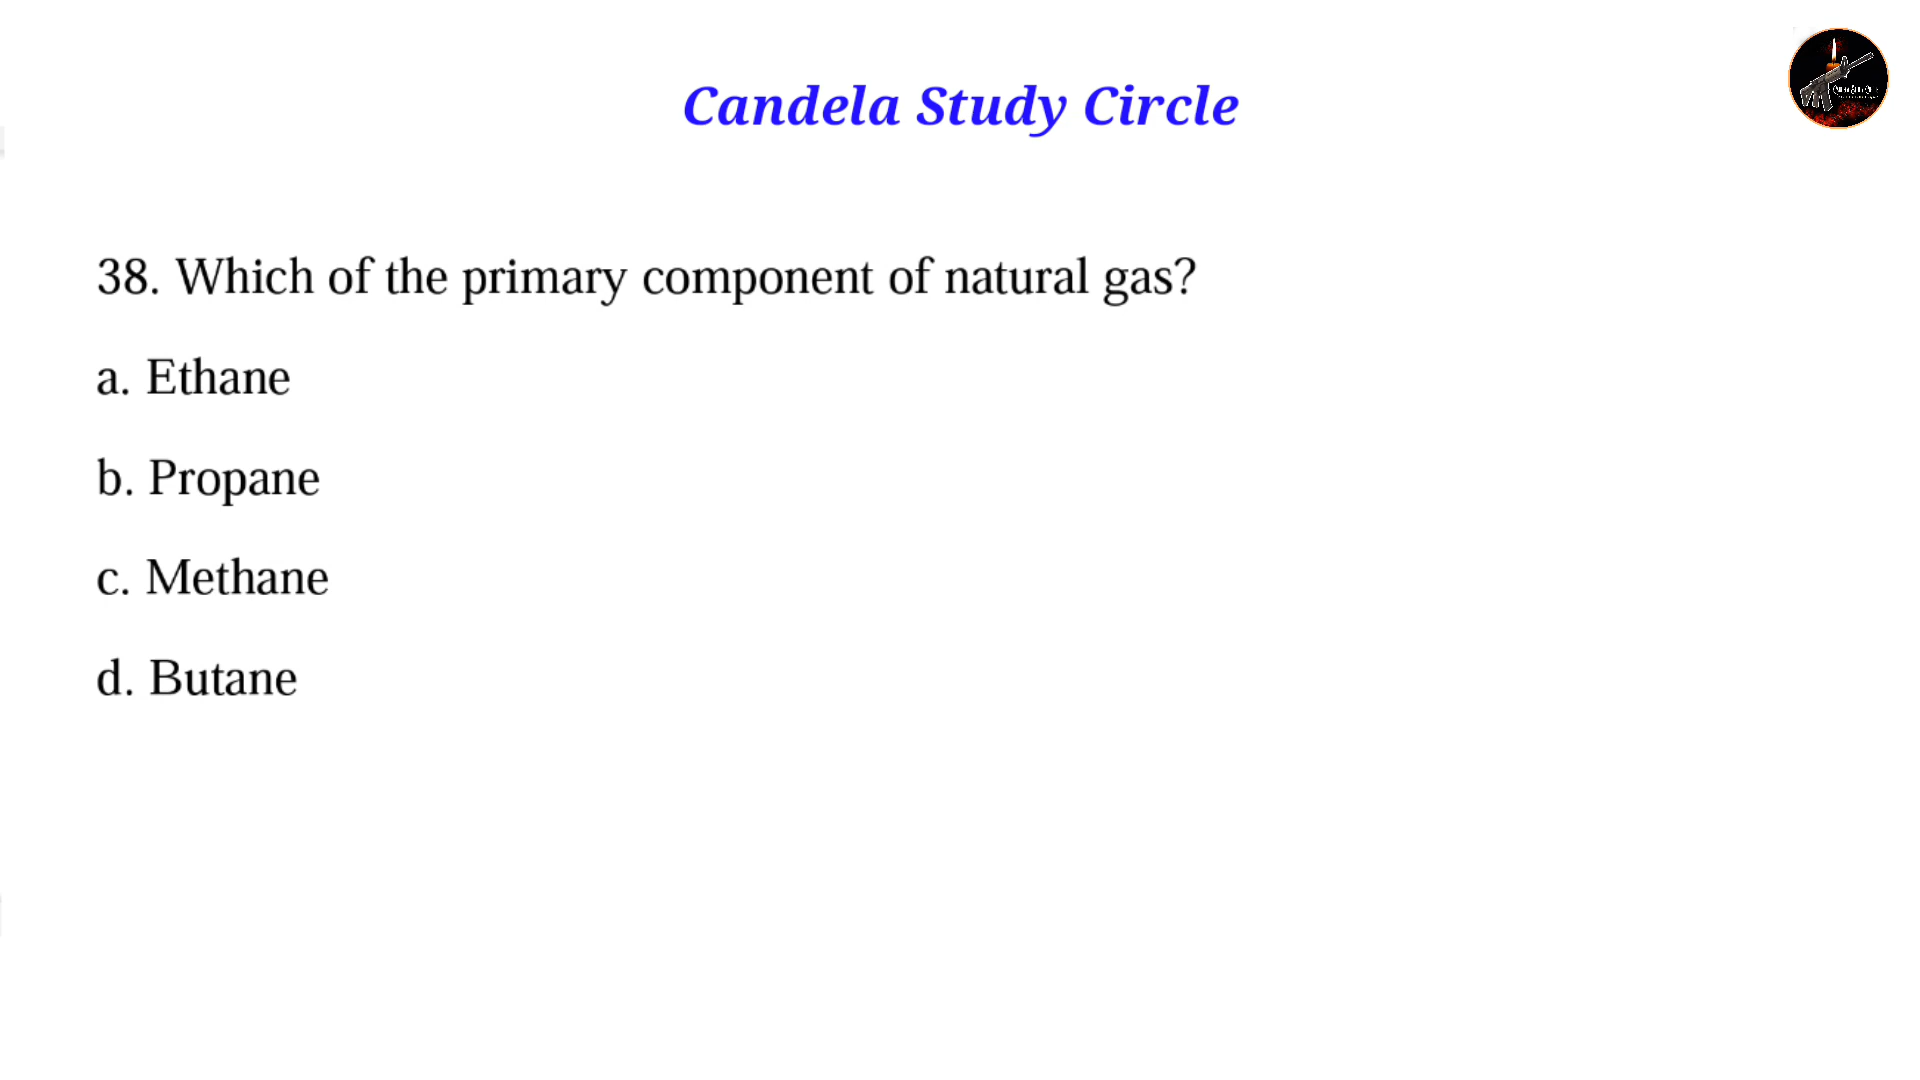 Candela Study Circle
38. Which of the primary component of natural gas?
a. Ethane
b. Propane
c. Methane
d. Butane